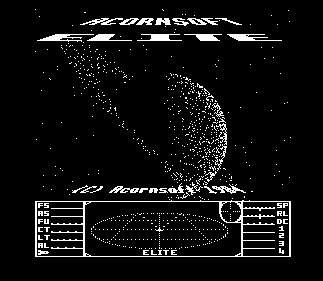 ACORNSOFT
ELITE
(C) Acornsoft 1984
FS SP
AS RL
FU DC
CT 1
LT 2
AL 3
4
ELITE